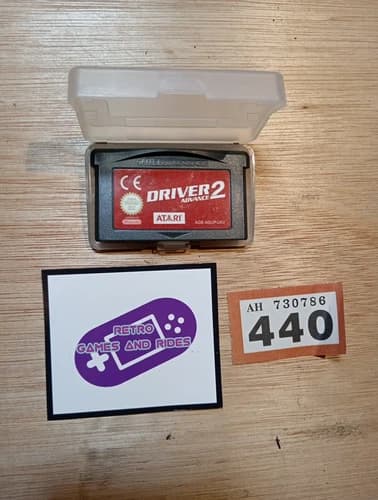 CE
DRIVER 2
ADVANCE
ATARI
RETRO
GAMES AND RIDES
AH 730786
440